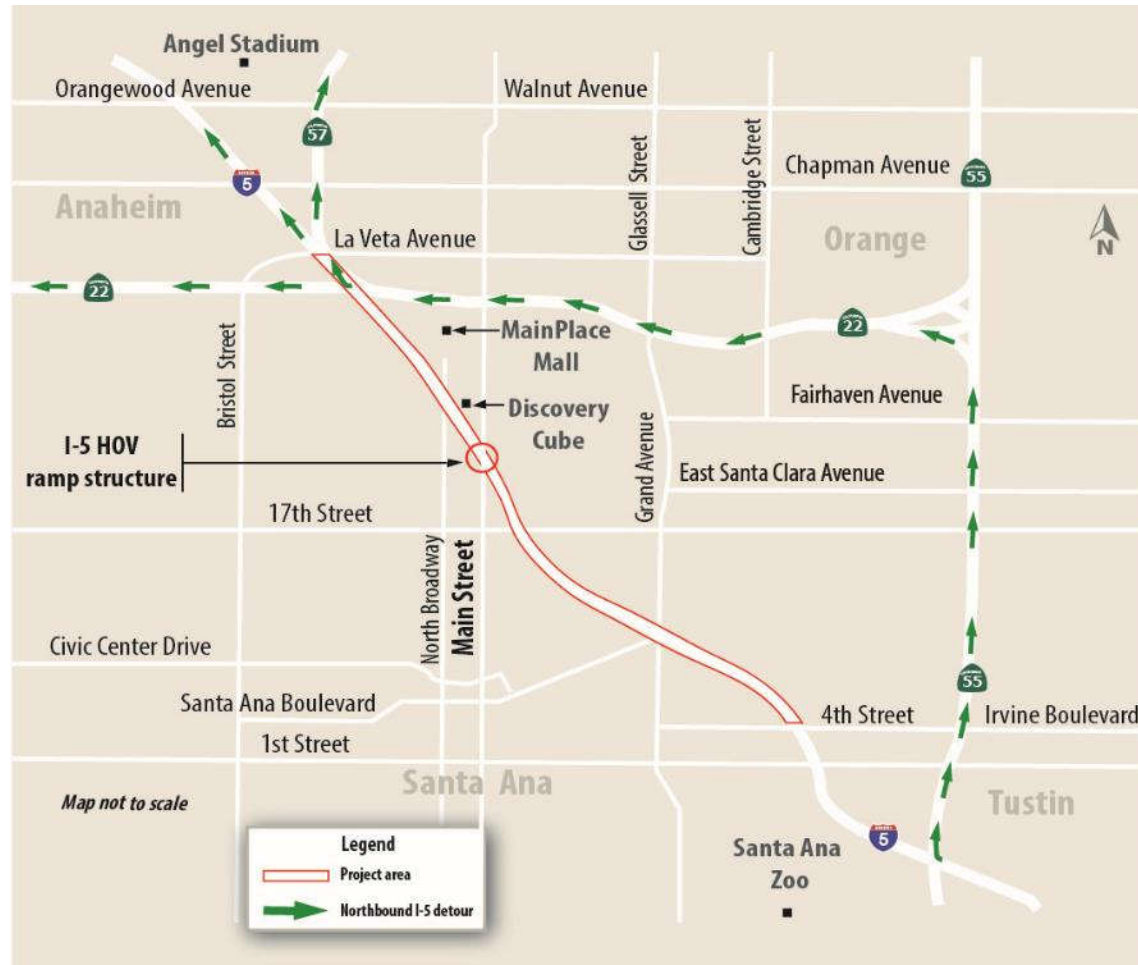 Angel Stadium
Orangewood Avenue
Walnut Avenue
57
Glassell Street
Cambridge Street
Chapman Avenue
55
5
Anaheim
La Veta Avenue
Orange
N
22
22
MainPlace
Mall
Bristol Street
Fairhaven Avenue
Discovery
Cube
I-5 HOV
ramp structure
Grand Avenue
East Santa Clara Avenue
17th Street
North Broadway
Main Street
Civic Center Drive
55
Santa Ana Boulevard
4th Street
Irvine Boulevard
1st Street
Santa Ana
Map not to scale
Tustin
5
Santa Ana
Zoo
Legend
Project area
Northbound I-5 detour